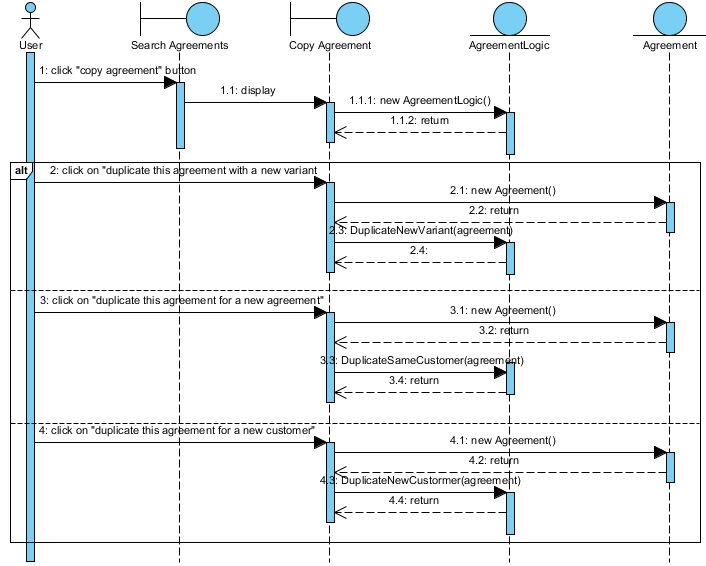 User
Search Agreements
Copy Agreement
AgreementLogic
Agreement
1: click "copy agreement" button
1.1: display
1.1.1: new AgreementLogic()
1.1.2: return
alt
2: click on "duplicate this agreement with a new variant
2.1: new Agreement()
2.2: return
2.3: DuplicateNewVariant(agreement)
2.4:
3: click on "duplicate this agreement for a new agreement"
3.1: new Agreement()
3.2: return
3.3: DuplicateSameCustomer(agreement)
3.4: return
4: click on "duplicate this agreement for a new customer"
4.1: new Agreement()
4.2: return
4.3: DuplicateNewCustormer(agreement)
4.4: return